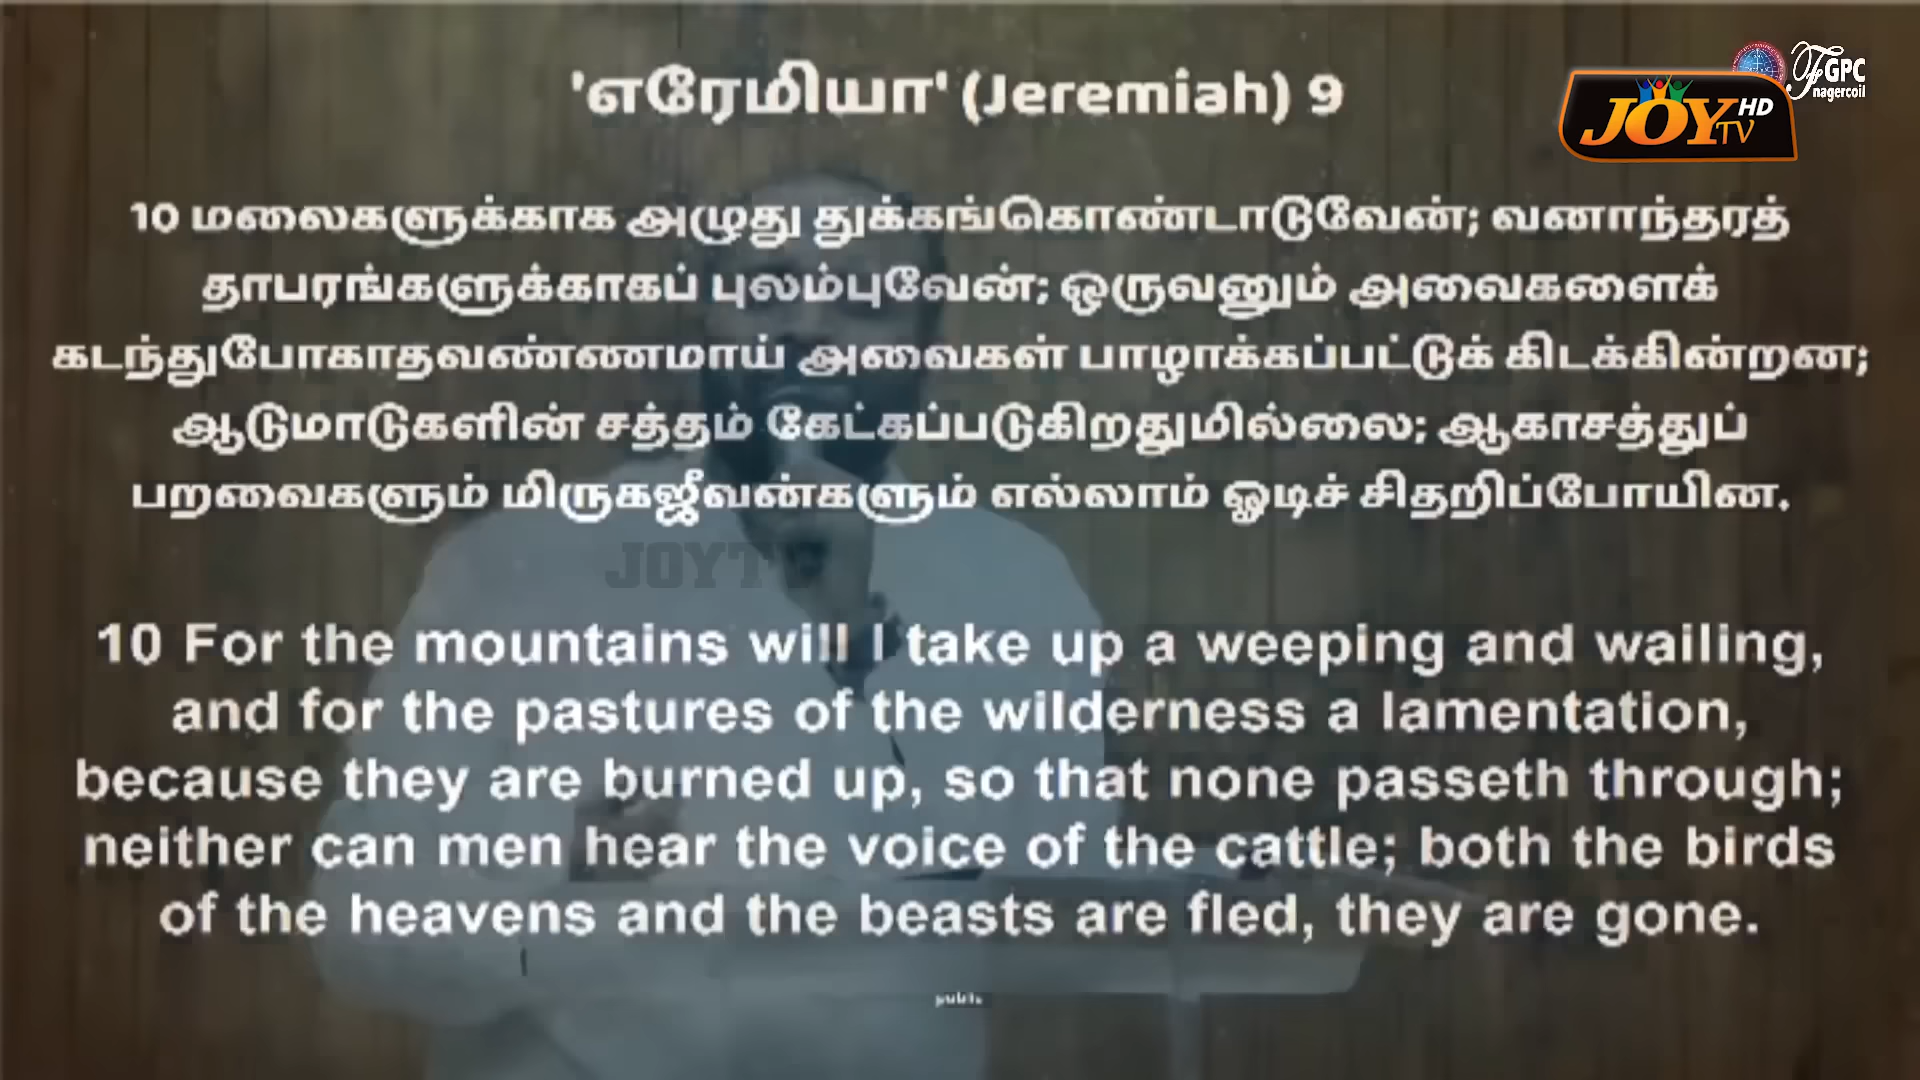 'எரேமியா' (Jeremiah) 9
GPC
nagercoil
JOY HD
TV
10 மலைகளுக்காக அழுது துக்கங்கொண்டாடுவேன்; வனாந்தரத்
தாபரங்களுக்காகப் புலம்புவேன்; ஒருவனும் அவைகளைக்
கடந்துபோகாதவண்ணமாய் அவைகள் பாழாக்கப்பட்டுக் கிடக்கின்றன;
ஆடுமாடுகளின் சத்தம் கேட்கப்படுகிறதுமில்லை; ஆகாசத்துப்
பறவைகளும் மிருகஜீவன்களும் எல்லாம் ஓடிச் சிதறிப்போயின.
JOYTV
10 For the mountains will I take up a weeping and wailing,
and for the pastures of the wilderness a lamentation,
because they are burned up, so that none passeth through;
neither can men hear the voice of the cattle; both the birds
of the heavens and the beasts are fled, they are gone.